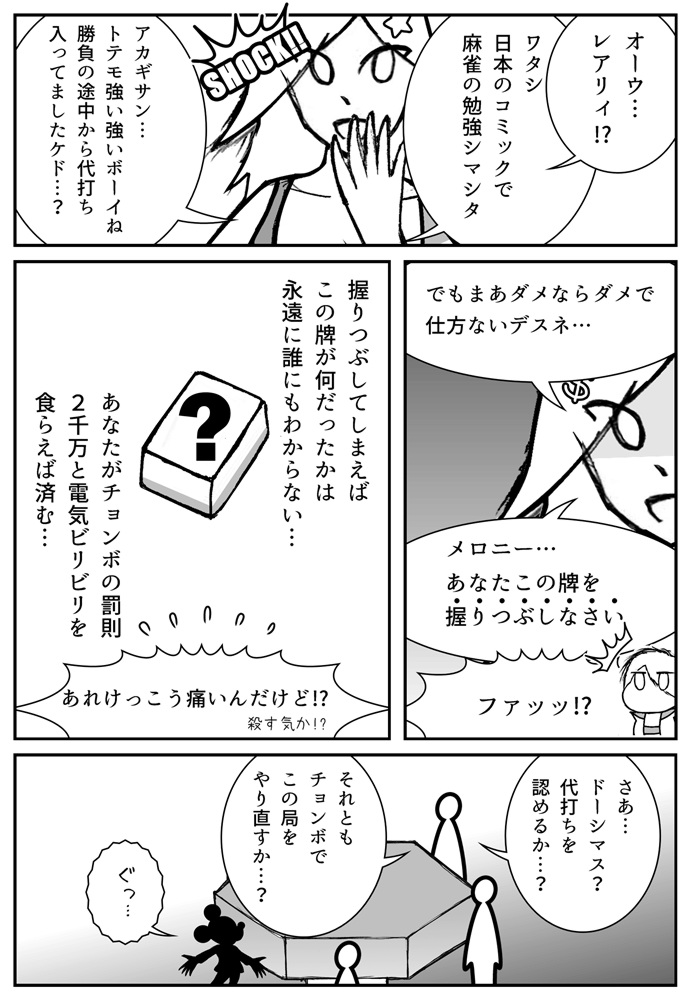 オーウ…
レアリィ!?
ワタシ
日本のコミックで
麻雀の勉強シマシタ
SHOCK!!
アカギサン…
トテモ強い強いボーイね
勝負の途中から代打ち
入ってましたケド…?
でもまあダメならダメで
仕方ないデスネ…
$
メロニー…
あなたこの牌を
握りつぶしなさい
ファッッ!?
握りつぶしてしまえば
この牌が何だったかは
永遠に誰にもわからない…
?
あなたがチョンボの罰則
２千万と電気ビリビリを
食らえば済む…
あれけっこう痛いんだけど!?
殺す気か!?
さあ…
ドーシマス?
代打ちを
認めるか…?
それとも
チョンボで
この局を
やり直すか…?
ぐっ…